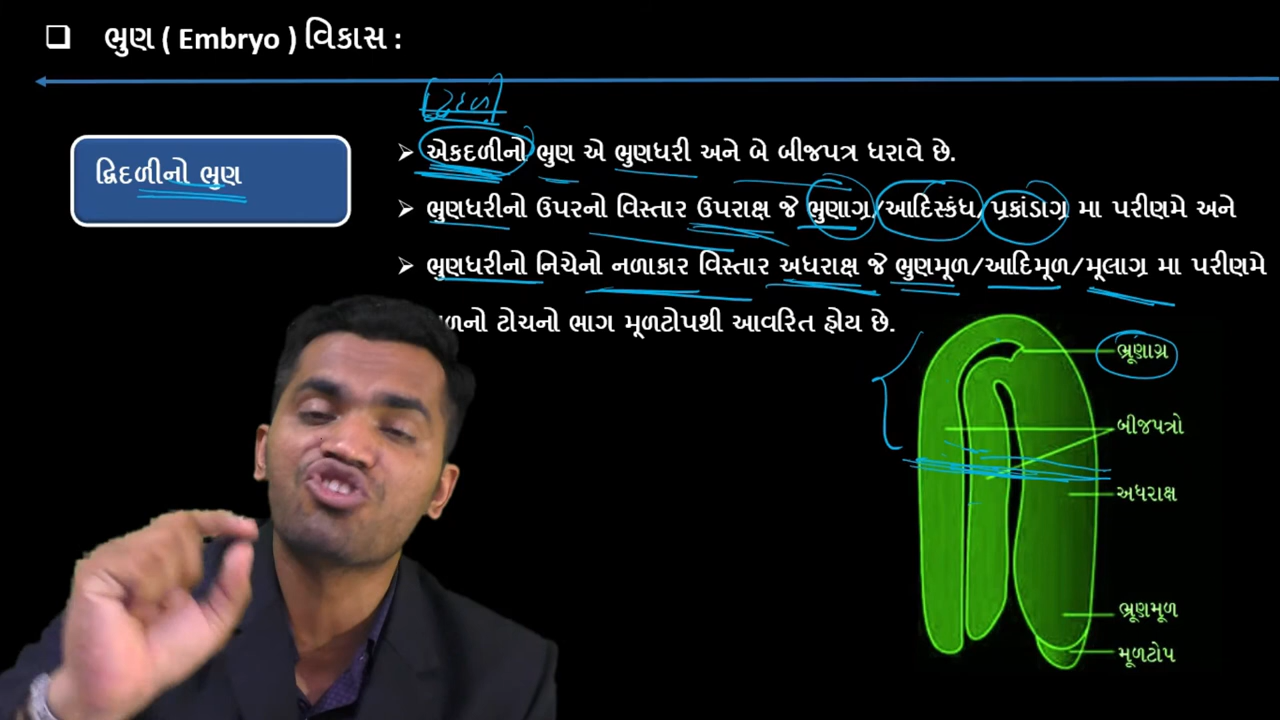 ભ્રુણ ( Embryo ) વિકાસ :
દ્વિદળીનો ભ્રુણ
એકદળીનો ભ્રુણ એ ભ્રુણધરી અને બે બીજપત્ર ધરાવે છે.
ભ્રુણધરીનો ઉપરનો વિસ્તાર ઉપરાક્ષ જે ભ્રુણાગ્ર/આદિસ્કંધ/પ્રકાંડાગ્ર મા પરીણમે અને
ભ્રુણધરીનો નિચેનો નળાકાર વિસ્તાર અધરાક્ષ જે ભ્રુણમૂળ/આદિમૂળ/મૂલાગ્ર મા પરીણમે
ટોચનો ભાગ મૂળટોપથી આવરિત હોય છે.
ભ્રૂણાગ્ર
બીજપત્રો
અધરાક્ષ
ભ્રૂણમૂળ
મૂળટોપ